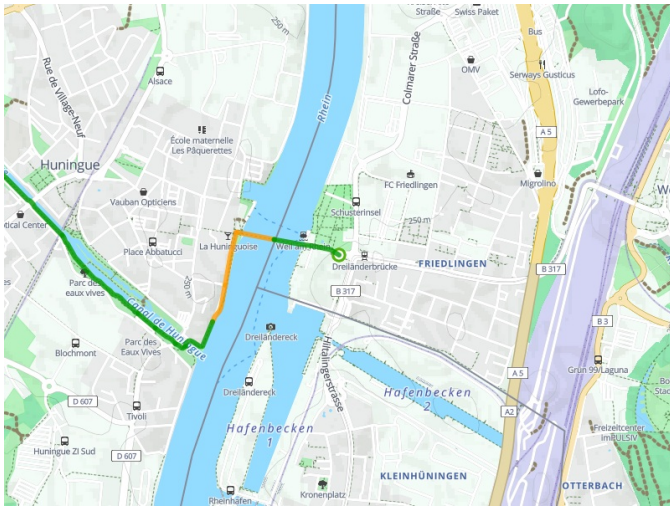 Straße
Swiss Paket
250 m
Bus
Rue de Village-Neuf
Alsace
OMV
Serways Gusticus
Colmarer Straße
Lofo-
Gewerbepark
Rhein
A 5
École maternelle
Les Pâquerettes
Huningue
FC Friedlingen
Migrolino
Vauban Opticiens
Schusterinsel
250 m
Place Abbatucci
La Huninguoise
Dreiländerbrücke
FRIEDLINGEN
B 317
Parc des
eaux vives
250 m
B 317
Canal de Huningue
B 3
Parc des
Eaux Vives
Dreiländereck
Blochmont
Hiltalingerstrasse
Grün 99/Laguna
A 5
Dreiländereck
Hafenbecken
2
D 607
A2
Tivoli
Hafenbecken
1
Freizeitcenter
ImPULSIV
Huningue ZI Sud
D 607
KLEINHÜNINGEN
Rheinhafen
Kronenplatz
OTTERBACH